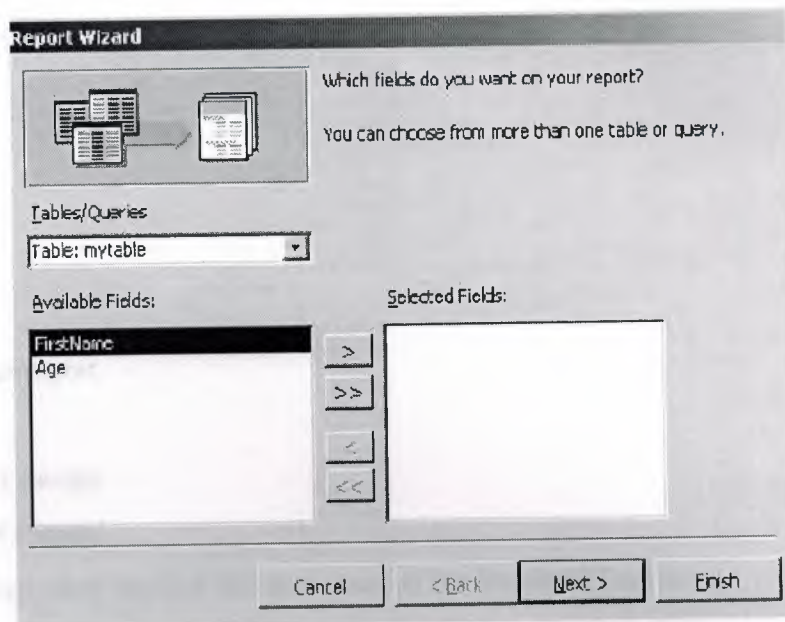 Report Wizard
Which fields do you want on your report?
You can choose from more than one table or query.
Tables/Queries
Table: mytable
Available Fields:
Selected Fields:
FirstName
Age
>
>>
<
<<
Cancel
< Back
Next >
Finish